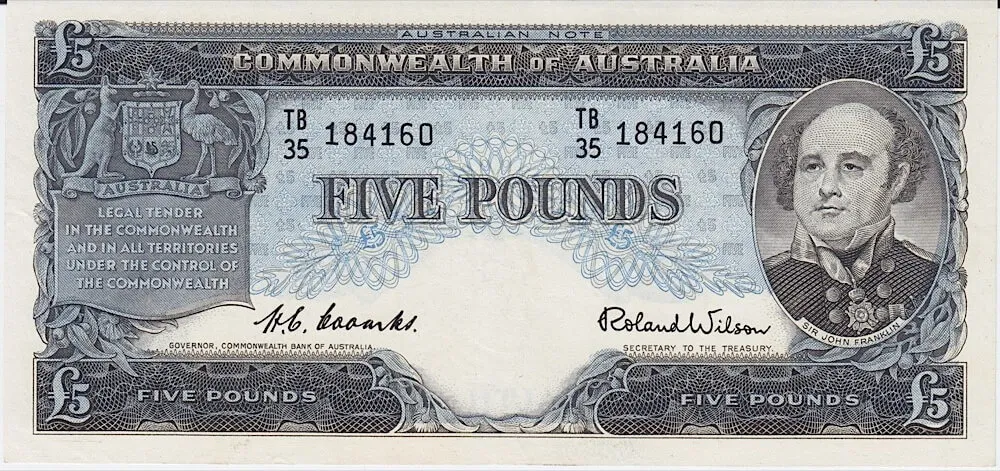 AUSTRALIAN NOTE
£5 COMMONWEALTH OF AUSTRALIA £5
TB
35 184160
TB
35 184160
AUSTRALIA
FIVE POUNDS
LEGAL TENDER
IN THE COMMONWEALTH
AND IN ALL TERRITORIES
UNDER THE CONTROL OF
THE COMMONWEALTH
£5 £5
H.C. Coombs.
GOVERNOR, COMMONWEALTH BANK OF AUSTRALIA.
Roland Wilson
SECRETARY TO THE TREASURY.
SIR JOHN FRANKLIN
£5 FIVE POUNDS FIVE POUNDS £5